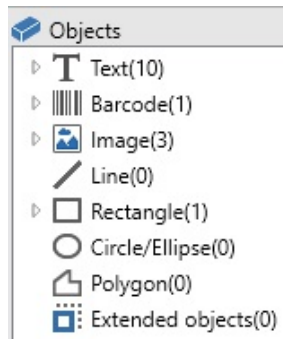 Objects
Text(10)
Barcode(1)
Image(3)
Line(0)
Rectangle(1)
Circle/Ellipse(0)
Polygon(0)
Extended objects(0)